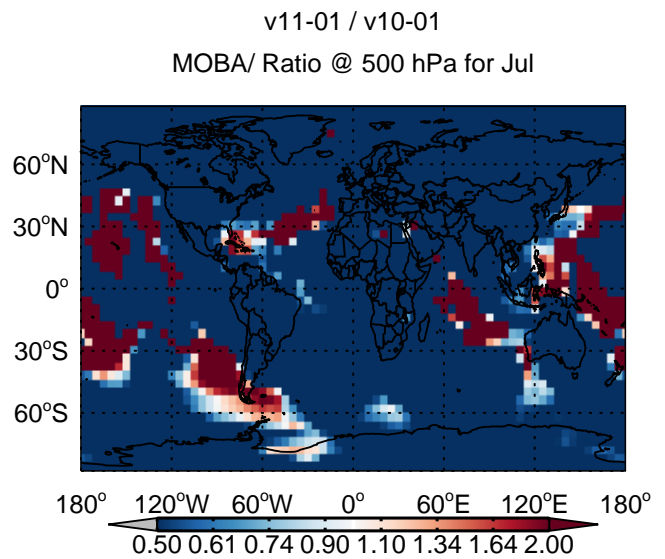 v11-01 / v10-01
MOBA/ Ratio @ 500 hPa for Jul
60°N
30°N
0°
30°S
60°S
180° 120°W 60°W 0° 60°E 120°E 180°
0.50 0.61 0.74 0.90 1.10 1.34 1.64 2.00